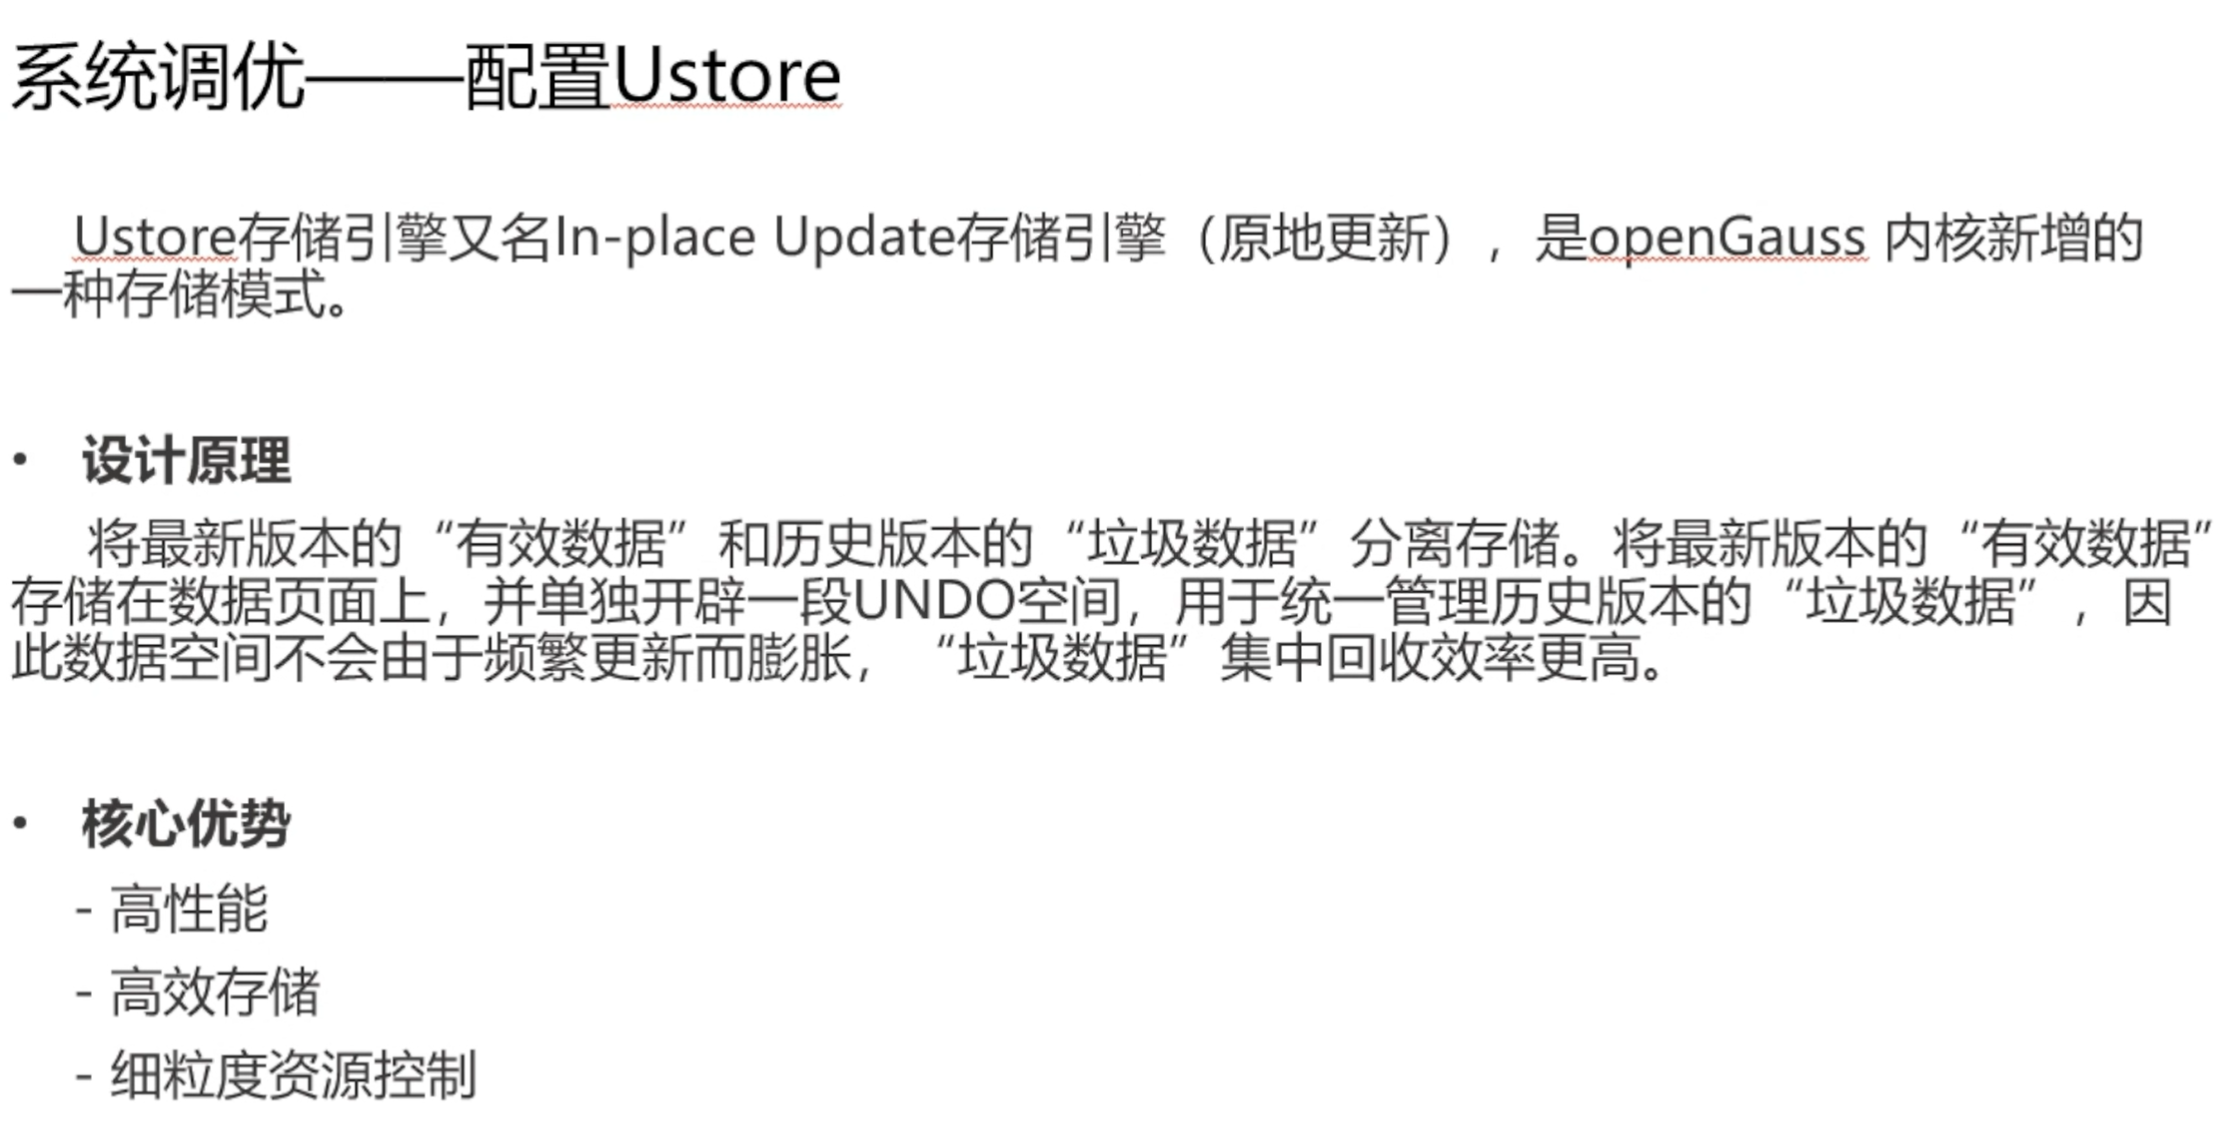 系统调优——配置Ustore
Ustore存储引擎又名In-place Update存储引擎（原地更新），是openGauss 内核新增的
一种存储模式。
• 设计原理
将最新版本的“有效数据”和历史版本的“垃圾数据”分离存储。将最新版本的“有效数据”
存储在数据页面上，并单独开辟一段UNDO空间，用于统一管理历史版本的“垃圾数据”，因
此数据空间不会由于频繁更新而膨胀，“垃圾数据”集中回收效率更高。
• 核心优势
- 高性能
- 高效存储
- 细粒度资源控制